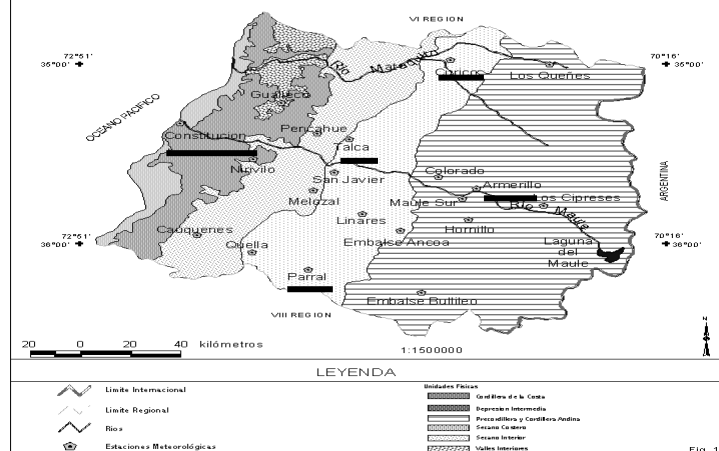 VI REGION
72°51' 70°16'
35°00' 35°00'
Río Mataquito
Curicó
Los Queñes
Gualleco
OCEANO PACIFICO
Constitucion
Pencahue
Talca
Nirivilo
San Javier
Colorado
Armerillo
ARGENTINA
Melozal
Maule Sur
Los Cipreses
Río Maule
Linares
Hornillo
Cauquenes
Embalse Ancoa
72°51' 70°16'
36°00' 36°00'
Quella
Laguna
del
Maule
Parral
Embalse Bullileo
VIII REGION
N
20 0 20 40 kilómetros
1:1500000
LEYENDA
Limite Internacional
Limite Regional
Rios
Estaciones Meteorológicas
Unidades Físicas
Cordillera de la Costa
Depresion Intermedia
Precordillera y Cordillera Andina
Secano Costero
Secano Interior
Valles Interiores
Fig. 1